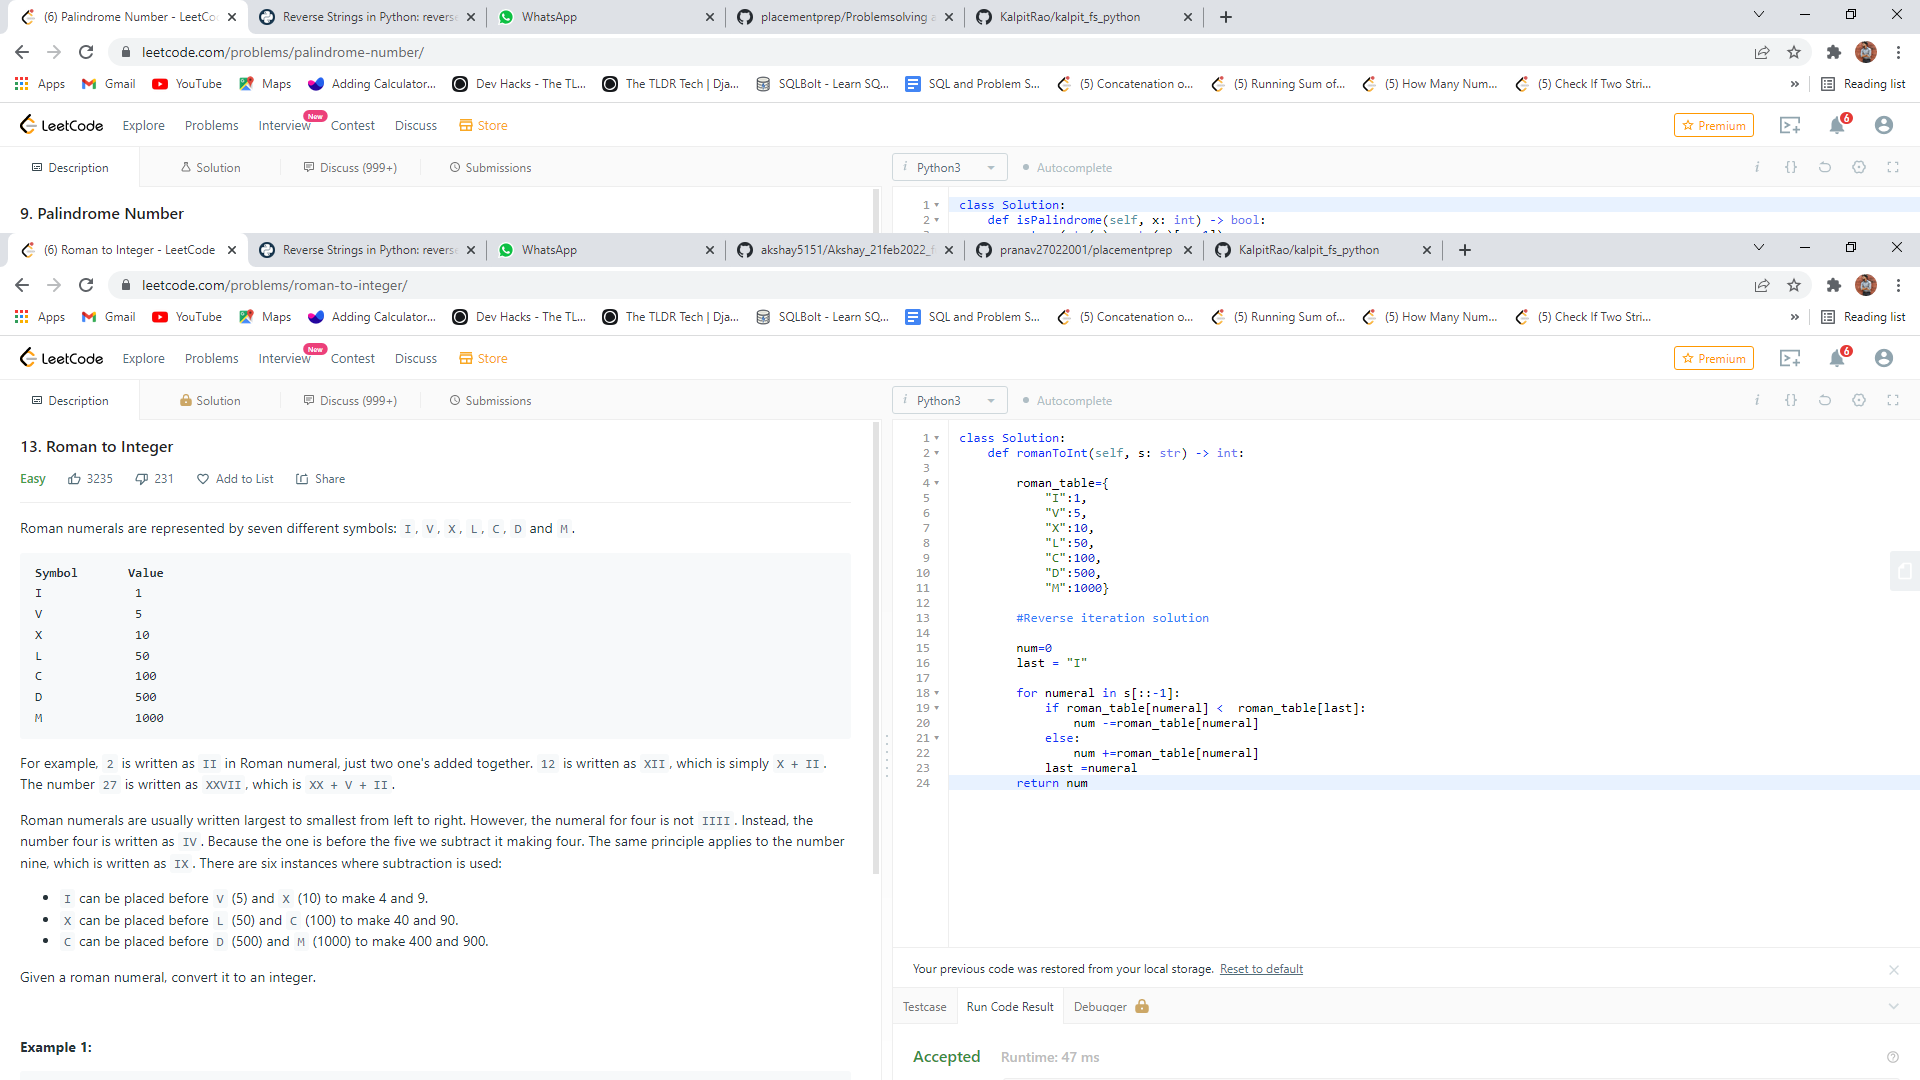 (6) Palindrome Number - LeetCo
Reverse Strings in Python: reverse
WhatsApp
placementprep/Problemsolving a
KalpitRao/kalpit_fs_python
leetcode.com/problems/palindrome-number/
Apps
Gmail
YouTube
Maps
Adding Calculator...
Dev Hacks - The TL...
The TLDR Tech | Dja...
SQLBolt - Learn SQ...
SQL and Problem S...
(5) Concatenation o...
(5) Running Sum of...
(5) How Many Num...
(5) Check If Two Stri...
»
Reading list
LeetCode
Explore
Problems
Interview
New
Contest
Discuss
Store
Premium
6
Description
Solution
Discuss (999+)
Submissions
i Python3
Autocomplete
i {}
9. Palindrome Number
1 class Solution:
2 def isPalindrome(self, x: int) -> bool:
(6) Roman to Integer - LeetCode
Reverse Strings in Python: reverse
WhatsApp
akshay5151/Akshay_21feb2022_f
pranav27022001/placementprep
KalpitRao/kalpit_fs_python
leetcode.com/problems/roman-to-integer/
Apps
Gmail
YouTube
Maps
Adding Calculator...
Dev Hacks - The TL...
The TLDR Tech | Dja...
SQLBolt - Learn SQ...
SQL and Problem S...
(5) Concatenation o...
(5) Running Sum of...
(5) How Many Num...
(5) Check If Two Stri...
»
Reading list
LeetCode
Explore
Problems
Interview
New
Contest
Discuss
Store
Premium
6
Description
Solution
Discuss (999+)
Submissions
i Python3
Autocomplete
i {}
13. Roman to Integer
Easy
3235
231
Add to List
Share
Roman numerals are represented by seven different symbols: I, V, X, L, C, D and M.
Symbol Value
I 1
V 5
X 10
L 50
C 100
D 500
M 1000
For example, 2 is written as II in Roman numeral, just two one's added together. 12 is written as XII, which is simply X + II.
The number 27 is written as XXVII, which is XX + V + II.
Roman numerals are usually written largest to smallest from left to right. However, the numeral for four is not IIII. Instead, the
number four is written as IV. Because the one is before the five we subtract it making four. The same principle applies to the number
nine, which is written as IX. There are six instances where subtraction is used:
• I can be placed before V (5) and X (10) to make 4 and 9.
• X can be placed before L (50) and C (100) to make 40 and 90.
• C can be placed before D (500) and M (1000) to make 400 and 900.
Given a roman numeral, convert it to an integer.
Example 1:
1 class Solution:
2 def romanToInt(self, s: str) -> int:
3
4 roman_table={
5 "I":1,
6 "V":5,
7 "X":10,
8 "L":50,
9 "C":100,
10 "D":500,
11 "M":1000}
12
13 #Reverse iteration solution
14
15 num=0
16 last = "I"
17
18 for numeral in s[::-1]:
19 if roman_table[numeral] <  roman_table[last]:
20 num -=roman_table[numeral]
21 else:
22 num +=roman_table[numeral]
23 last =numeral
24 return num
Your previous code was restored from your local storage. Reset to default
Testcase
Run Code Result
Debugger
Accepted
Runtime: 47 ms